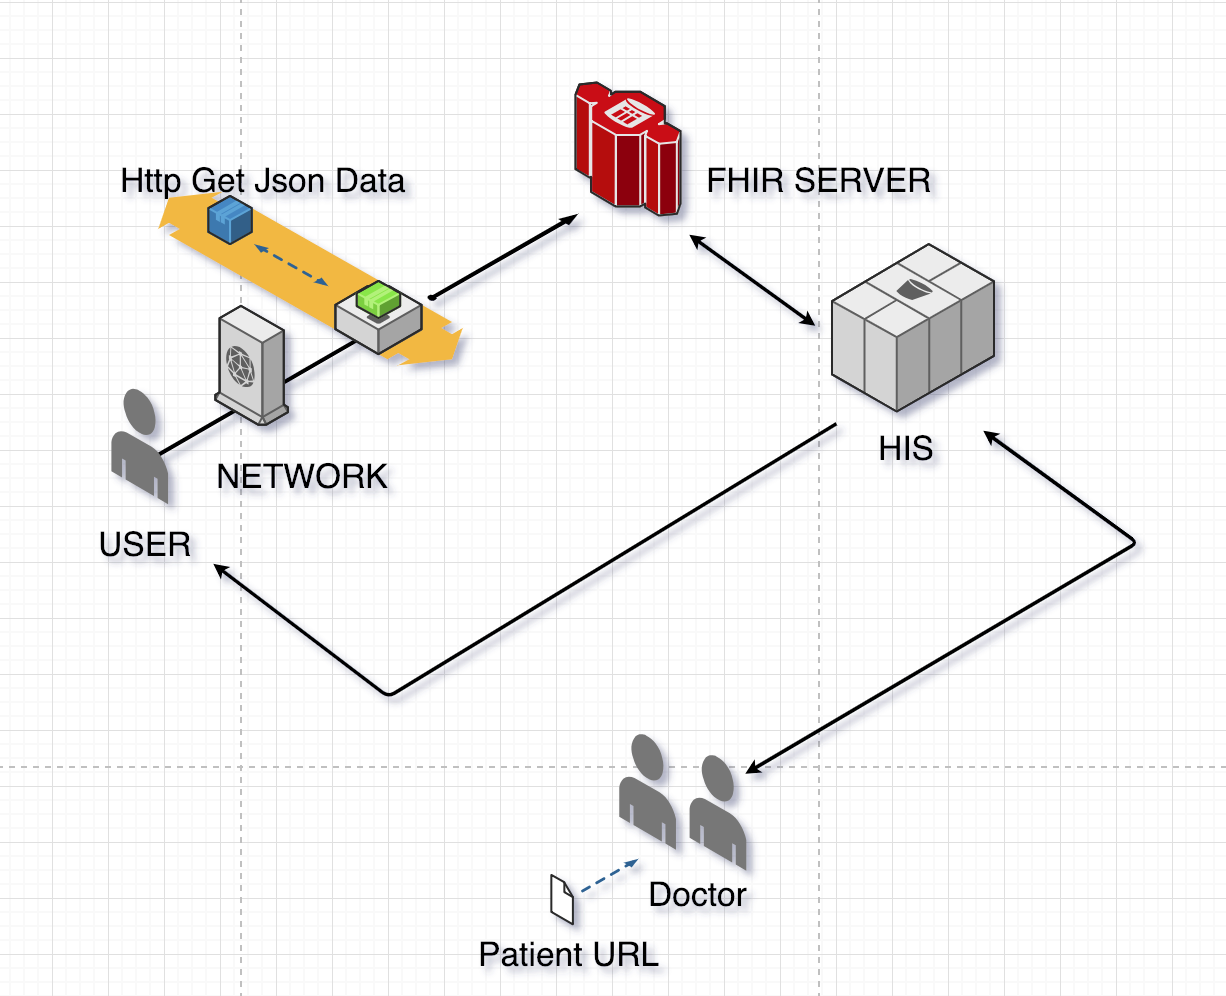 Http Get Json Data
FHIR SERVER
HIS
NETWORK
USER
Doctor
Patient URL